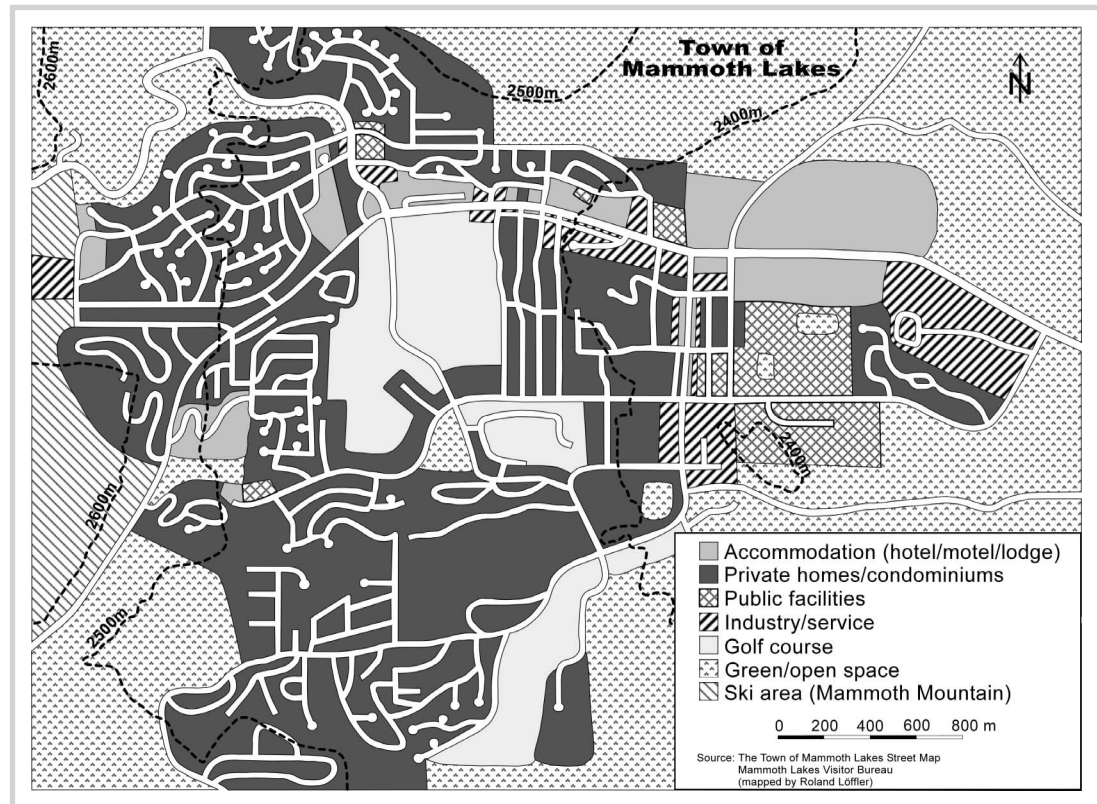 Town of
Mammoth Lakes
N
2600m
2500m
2400m
2400m
2600m
2500m
Accommodation (hotel/motel/lodge)
Private homes/condominiums
Public facilities
Industry/service
Golf course
Green/open space
Ski area (Mammoth Mountain)
0 200 400 600 800 m
Source: The Town of Mammoth Lakes Street Map
Mammoth Lakes Visitor Bureau
(mapped by Roland Löffler)